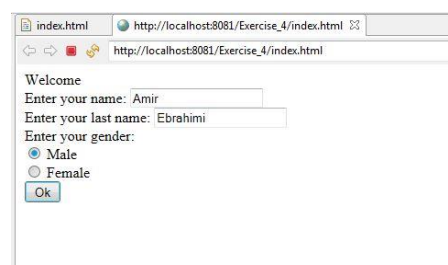 index.html
http://localhost:8081/Exercise_4/index.html
http://localhost:8081/Exercise_4/index.html
Welcome
Enter your name: Amir
Enter your last name: Ebrahimi
Enter your gender:
Male
Female
Ok